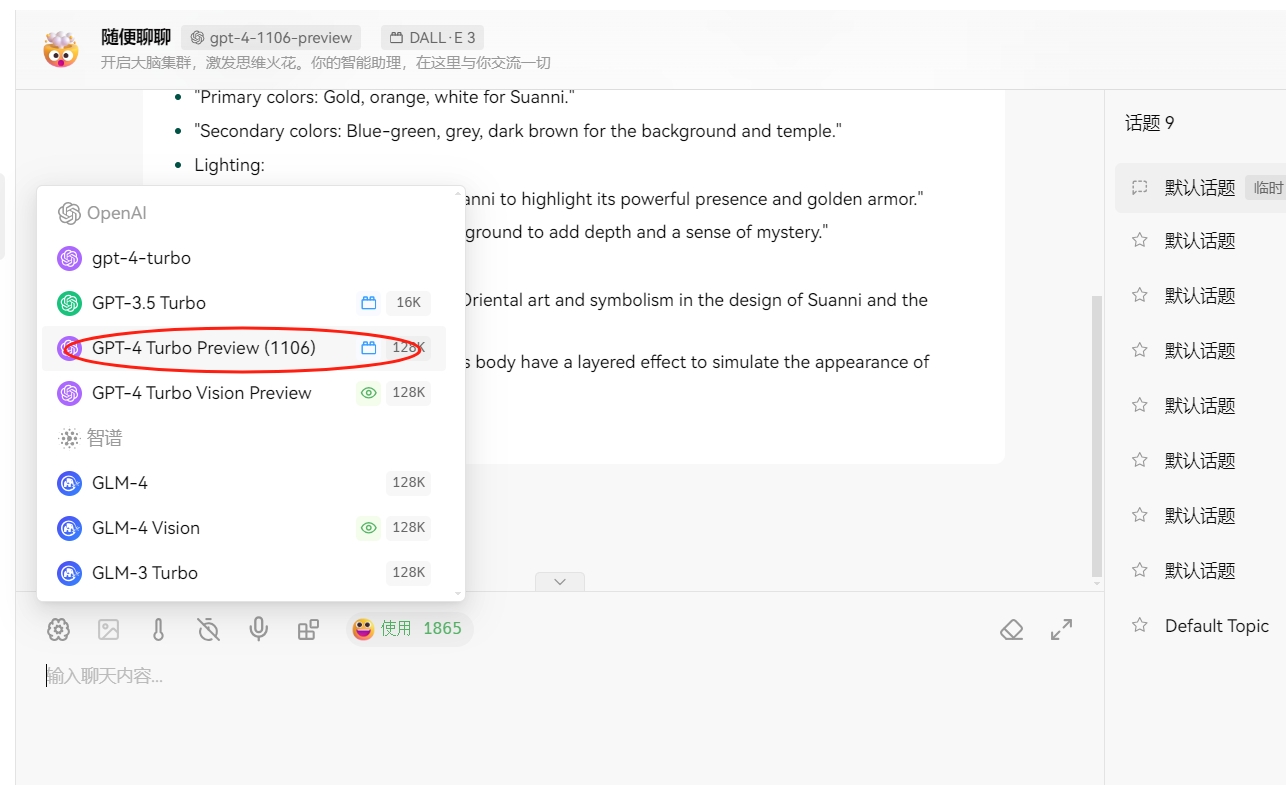 随便聊聊 gpt-4-1106-preview DALL·E 3
开启大脑集群，激发思维火花。你的智能助理，在这里与你交流一切
"Primary colors: Gold, orange, white for Suanni."
"Secondary colors: Blue-green, grey, dark brown for the background and temple."
Lighting:
anni to highlight its powerful presence and golden armor."
ground to add depth and a sense of mystery."
Oriental art and symbolism in the design of Suanni and the
s body have a layered effect to simulate the appearance of
OpenAI
gpt-4-turbo
GPT-3.5 Turbo 16K
GPT-4 Turbo Preview (1106) 128K
GPT-4 Turbo Vision Preview 128K
智谱
GLM-4 128K
GLM-4 Vision 128K
GLM-3 Turbo 128K
使用 1865
输入聊天内容...
话题 9
默认话题 临时
默认话题
默认话题
默认话题
默认话题
默认话题
默认话题
默认话题
Default Topic